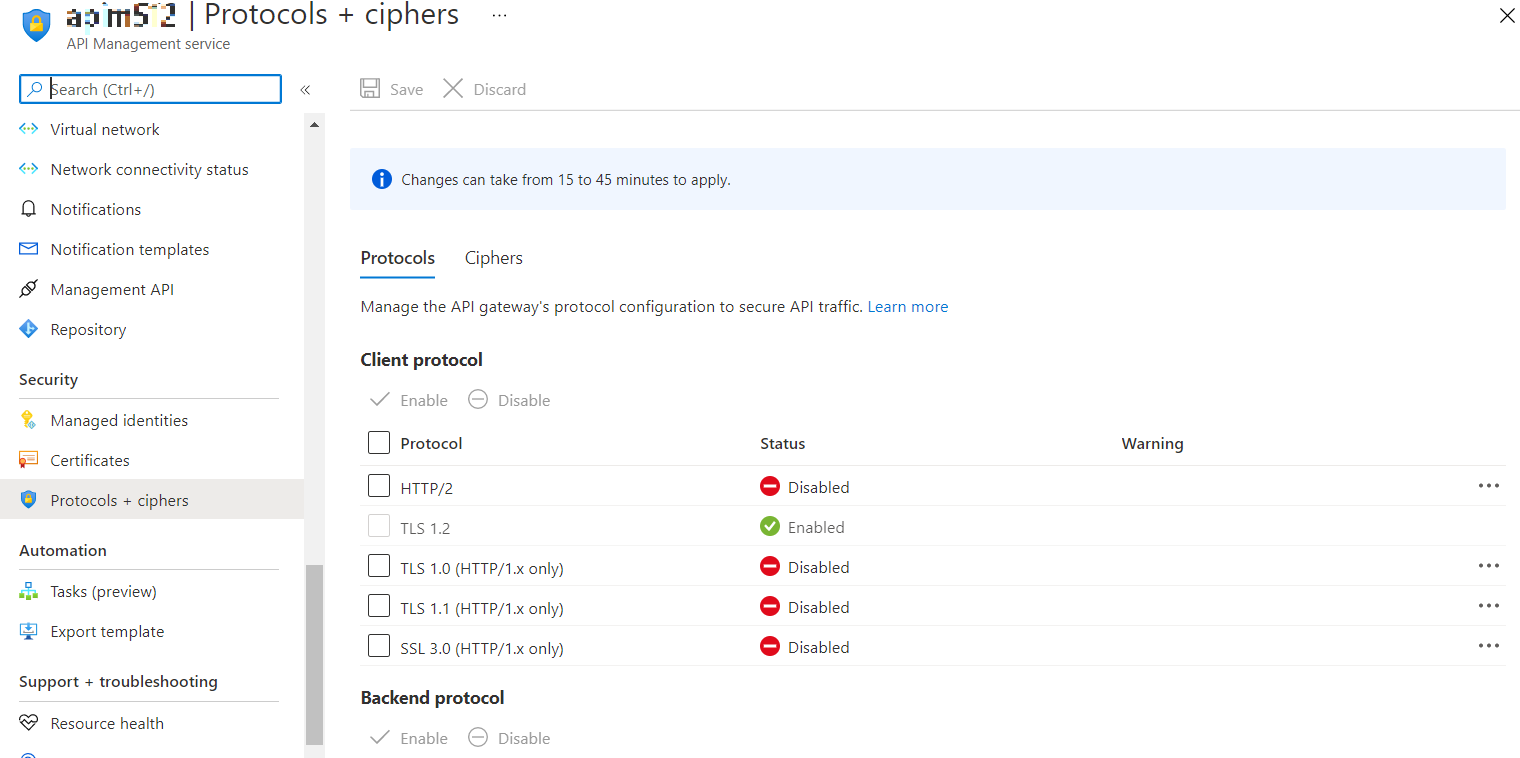 | Protocols + ciphers ...
API Management service
Search (Ctrl+/)
«
Virtual network
Network connectivity status
Notifications
Notification templates
Management API
Repository
Security
Managed identities
Certificates
Protocols + ciphers
Automation
Tasks (preview)
Export template
Support + troubleshooting
Resource health
Save Discard
Changes can take from 15 to 45 minutes to apply.
Protocols Ciphers
Manage the API gateway's protocol configuration to secure API traffic. Learn more
Client protocol
Enable Disable
Protocol Status Warning
HTTP/2 Disabled
TLS 1.2 Enabled
TLS 1.0 (HTTP/1.x only) Disabled
TLS 1.1 (HTTP/1.x only) Disabled
SSL 3.0 (HTTP/1.x only) Disabled
Backend protocol
Enable Disable